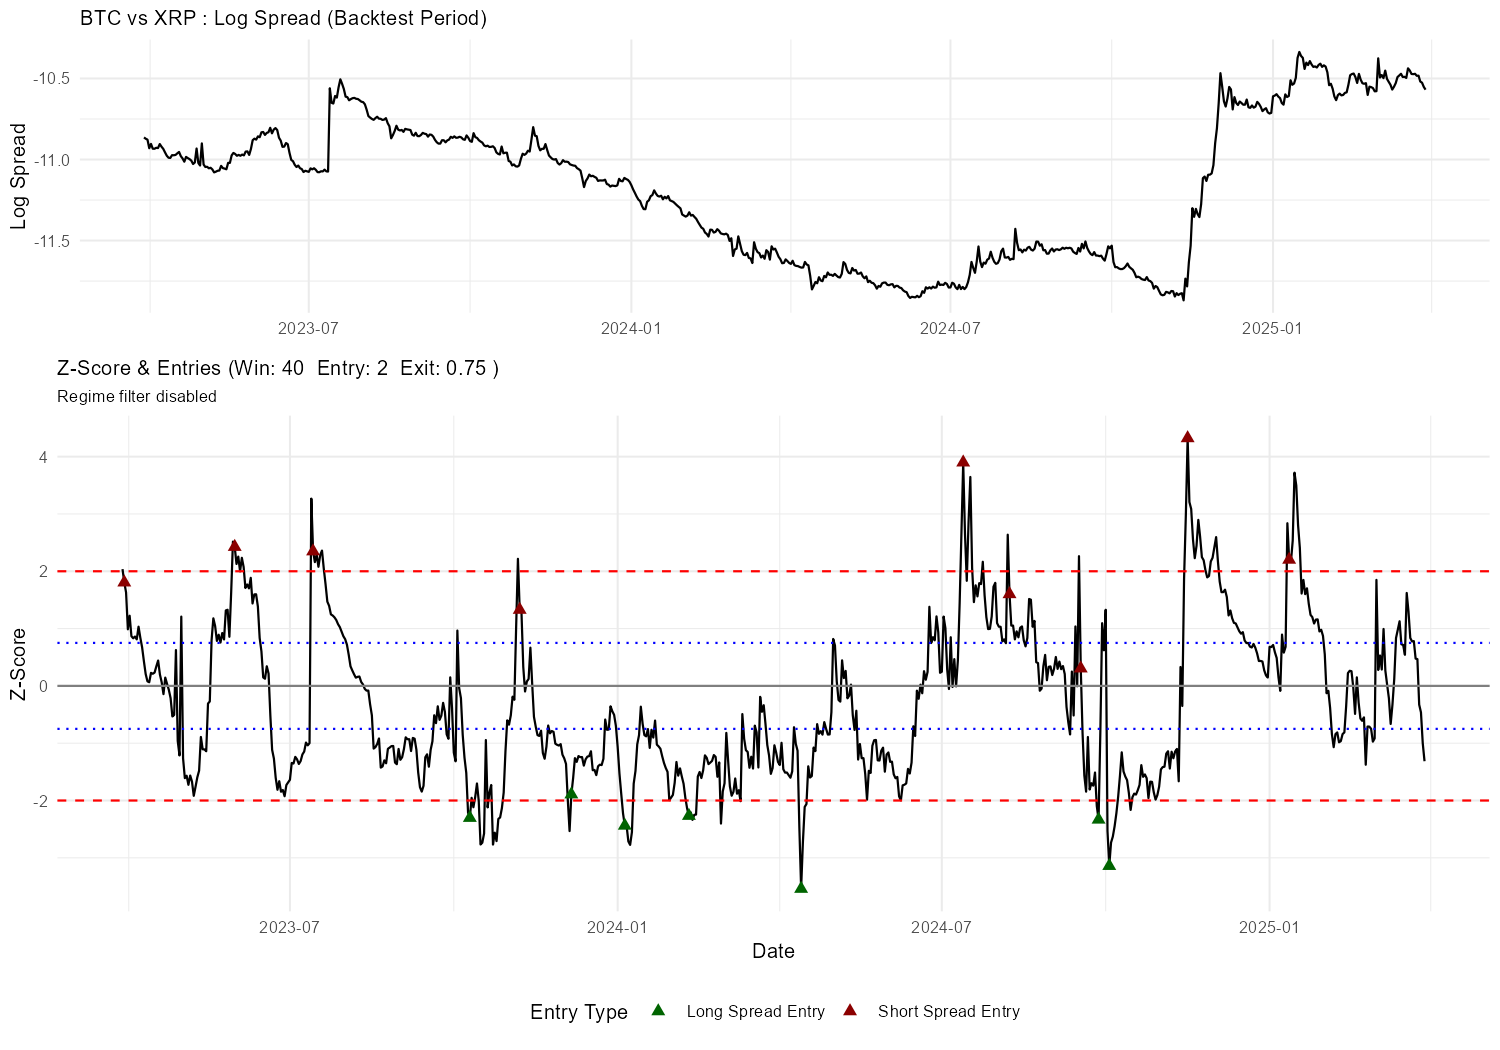 BTC vs XRP : Log Spread (Backtest Period)
Log Spread
-10.5
-11.0
-11.5
2023-07
2024-01
2024-07
2025-01
Z-Score & Entries (Win: 40  Entry: 2  Exit: 0.75 )
Regime filter disabled
Z-Score
4
2
0
-2
2023-07
2024-01
2024-07
2025-01
Date
Entry Type
Long Spread Entry
Short Spread Entry